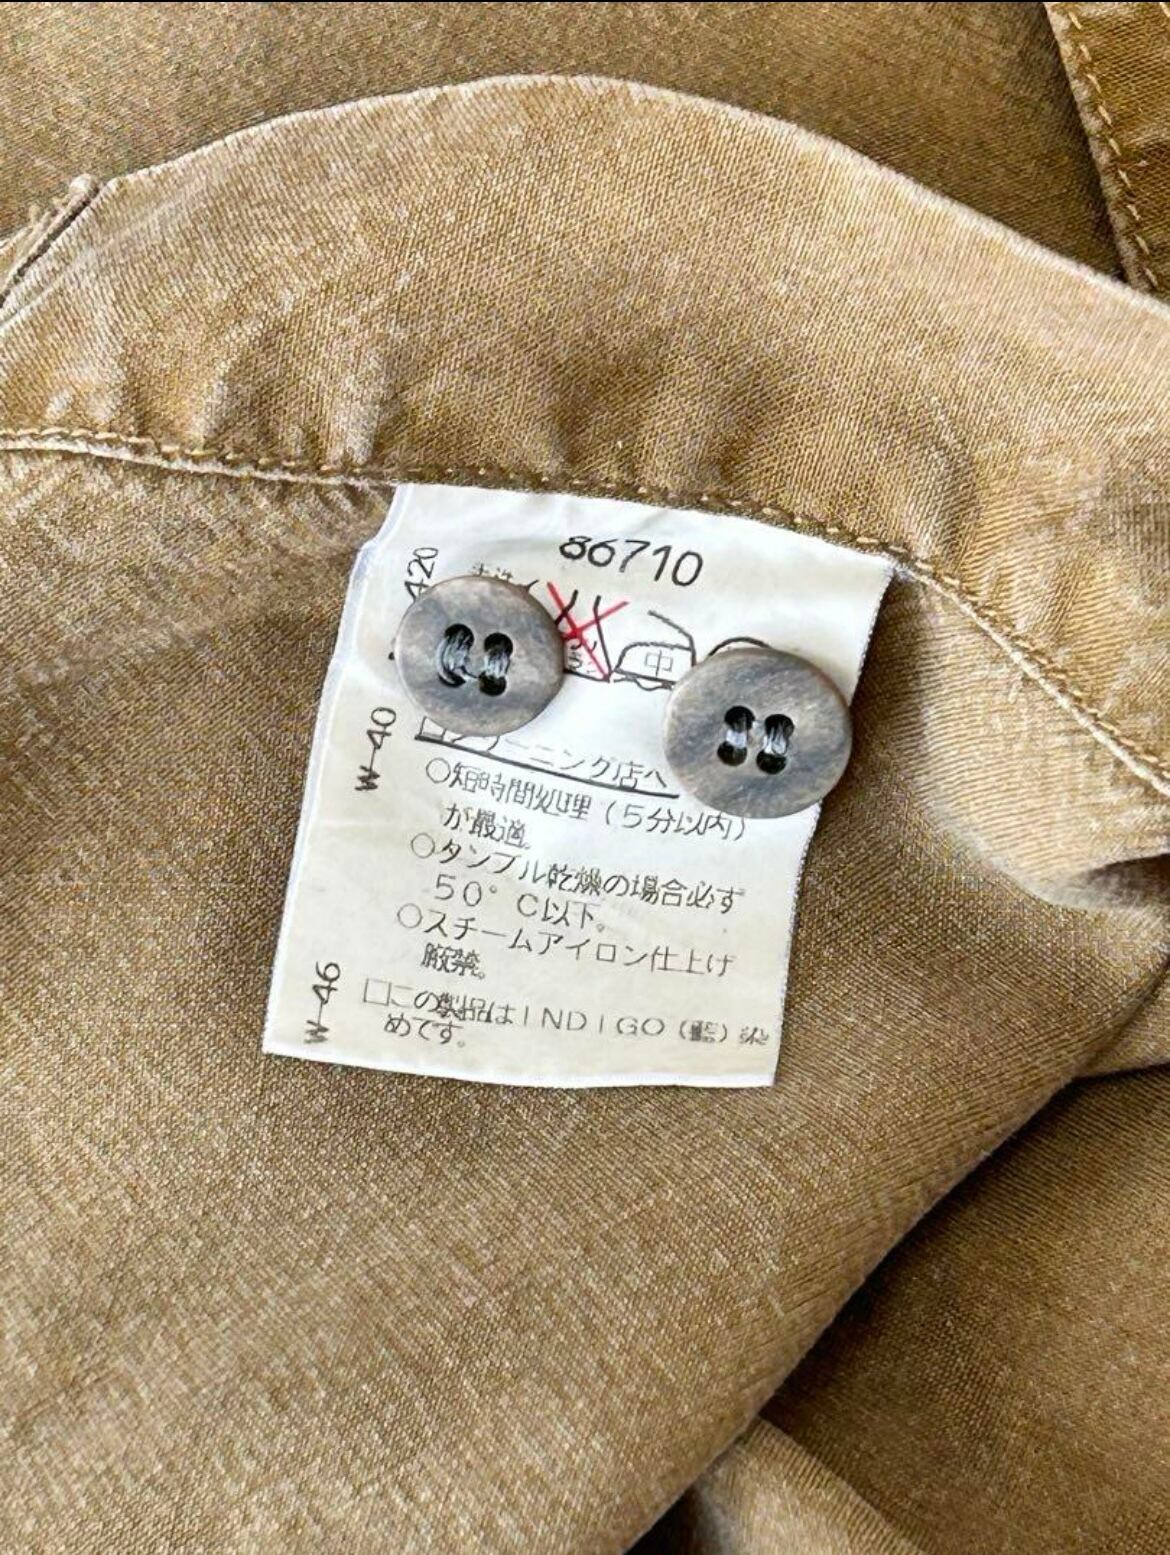 86710
420
中
W-40
ニング店へ
○短時間処理(5分以内)
が最適。
○タンブル乾燥の場合必ず
50°C以下。
○スチームアイロン仕上げ
厳禁。
W-46
□この製品はINDIGO(藍)染
めです。